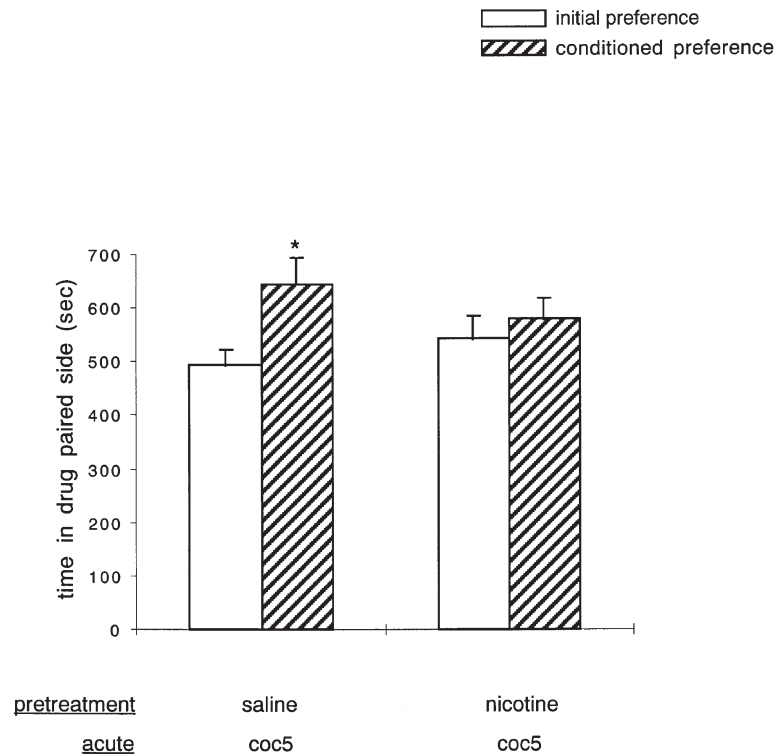 initial preference
conditioned preference
*
700
600
500
400
300
200
100
0
time in drug paired side (sec)
pretreatment saline nicotine
acute coc5 coc5